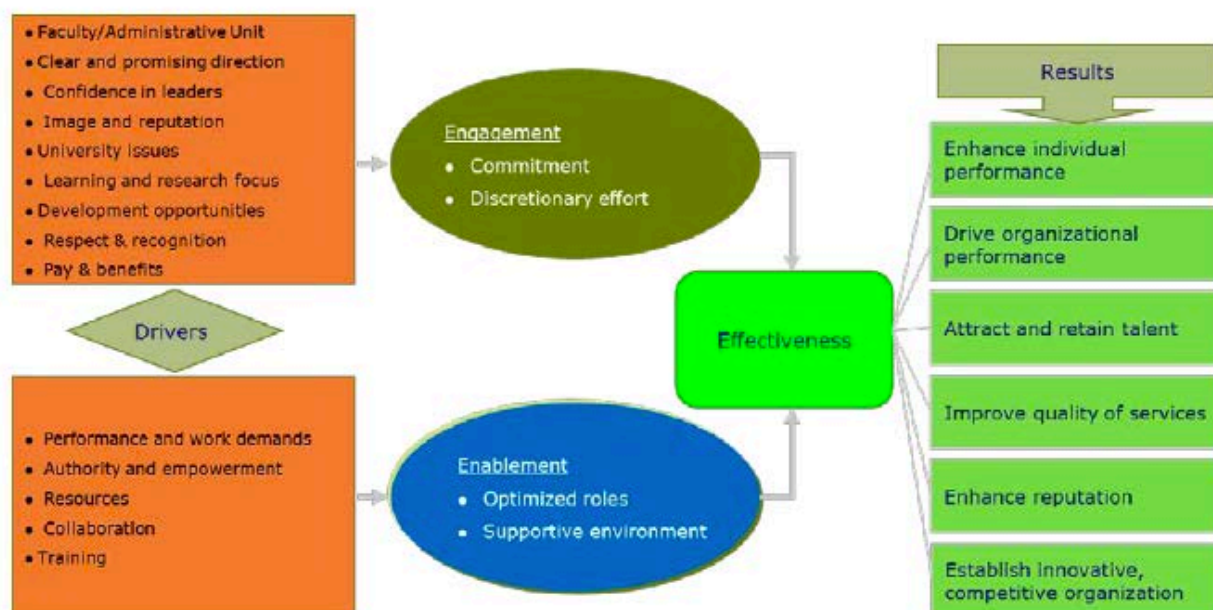 • Faculty/Administrative Unit
• Clear and promising direction
• Confidence in leaders
• Image and reputation
• University issues
• Learning and research focus
• Development opportunities
• Respect & recognition
• Pay & benefits
Drivers
• Performance and work demands
• Authority and empowerment
• Resources
• Collaboration
• Training
Engagement
• Commitment
• Discretionary effort
Enablement
• Optimized roles
• Supportive environment
Effectiveness
Results
Enhance individual
performance
Drive organizational
performance
Attract and retain talent
Improve quality of services
Enhance reputation
Establish innovative,
competitive organization